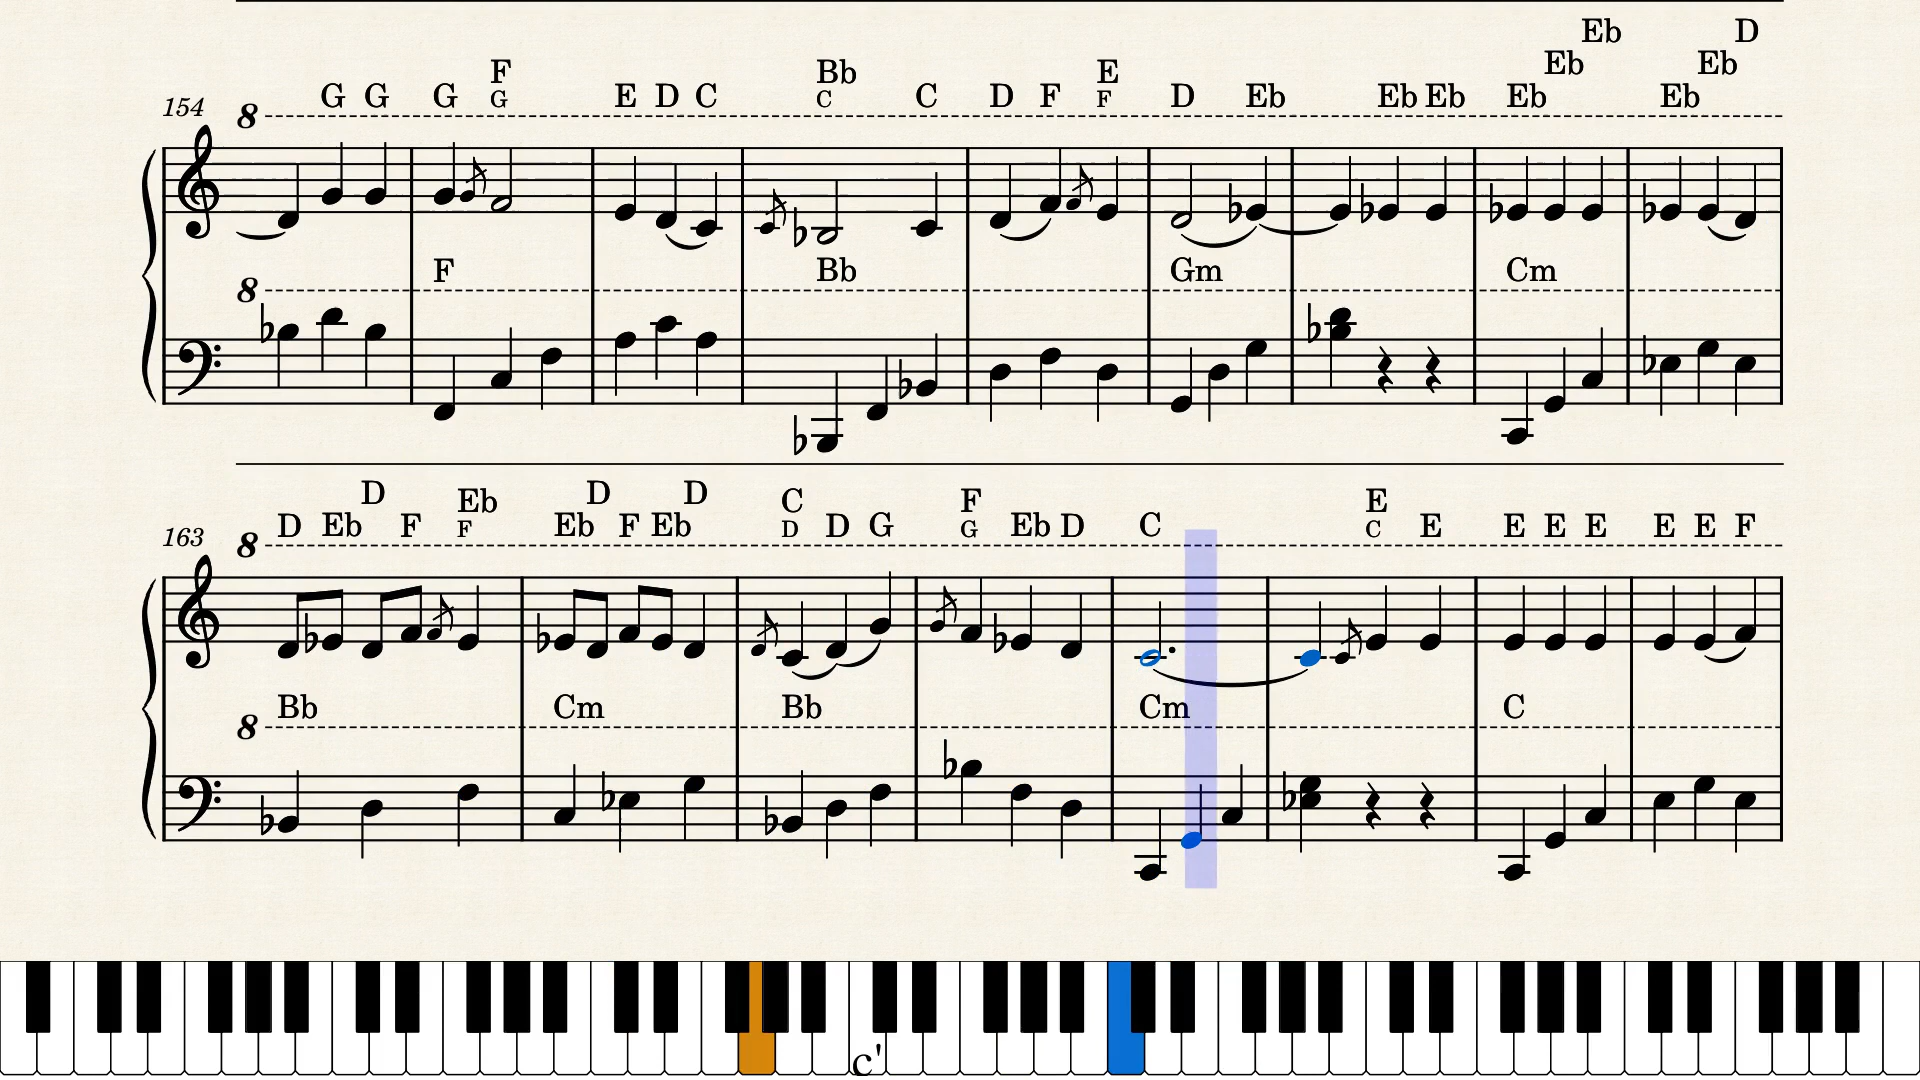 Eb D
Eb Eb
F Bb E
154 G G G G E D C C C D F F D Eb Eb Eb Eb Eb
8
F Bb Gm Cm
8
D D D
Eb C F E
163 D Eb F F Eb F Eb D D G G Eb D C C E E E E E E F
8
Bb Cm Bb Cm C
8
c'